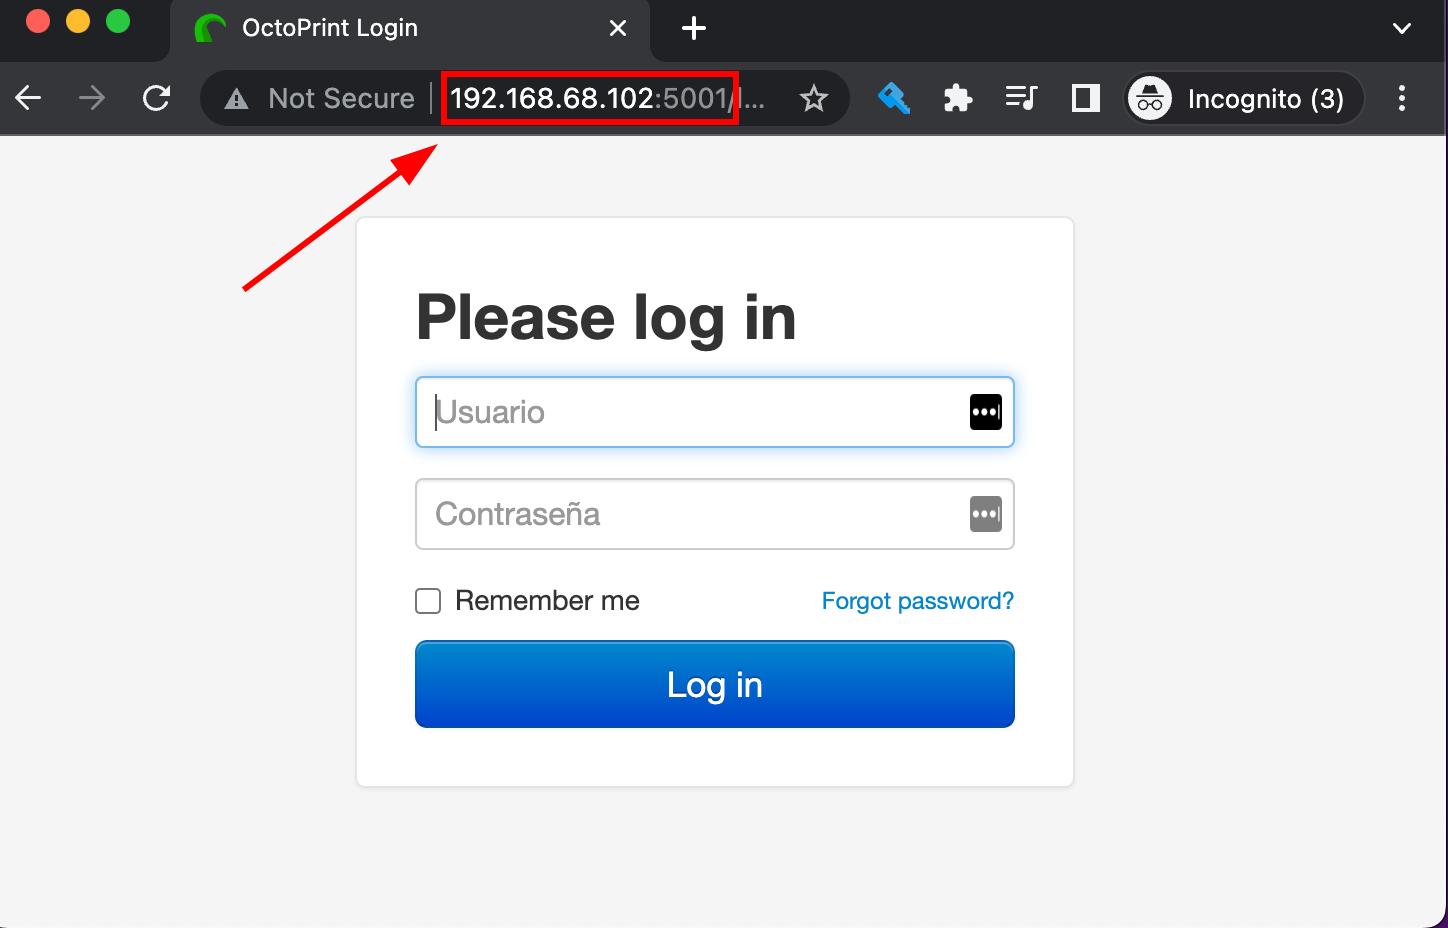 OctoPrint Login
Not Secure 192.168.68.102:5001/l...
Incognito (3)
Please log in
Usuario
Contraseña
Remember me
Forgot password?
Log in